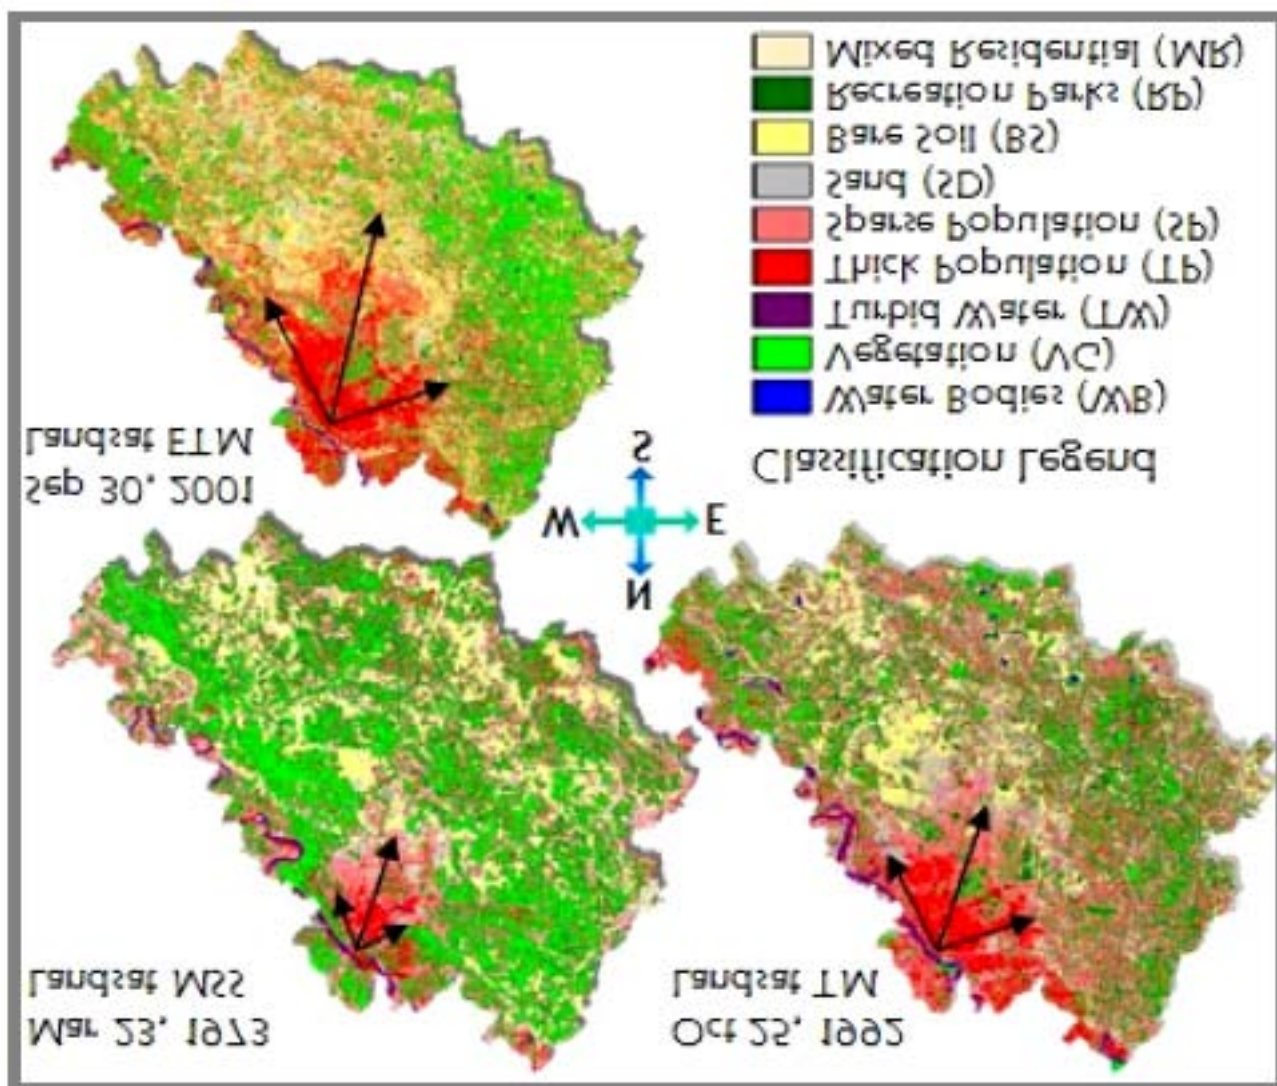 Mar 23, 1973
Landsat MSS
Oct 25, 1992
Landsat TM
N
W
E
S
Sep 30, 2001
Landsat ETM
Classification Legend
Water Bodies (WB)
Vegetation (VG)
Turbid Water (TW)
Thick Population (TP)
Sparse Population (SP)
Sand (SD)
Bare Soil (BS)
Recreation Parks (RP)
Mixed Residential (MR)